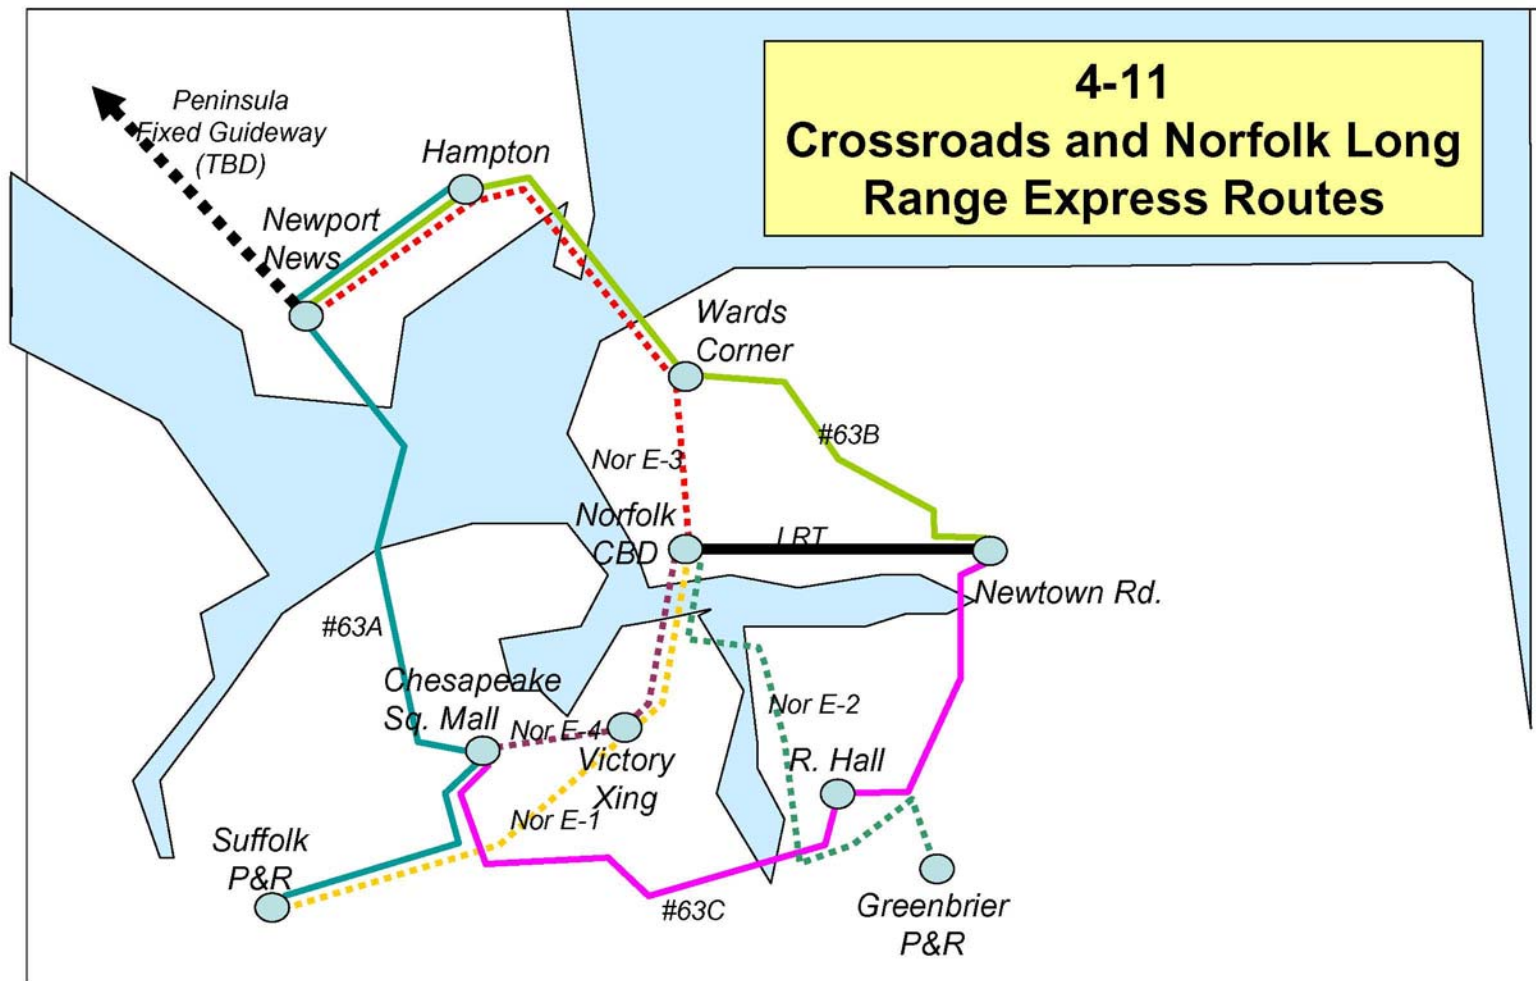 4-11
Crossroads and Norfolk Long
Range Express Routes
Peninsula
Fixed Guideway
(TBD)
Hampton
Newport
News
Wards
Corner
#63B
Nor E-3
Norfolk
CBD
LRT
Newtown Rd.
#63A
Chesapeake
Sq. Mall
Nor E-4
Nor E-2
Victory
Xing
R. Hall
Nor E-1
Suffolk
P&R
#63C
Greenbrier
P&R